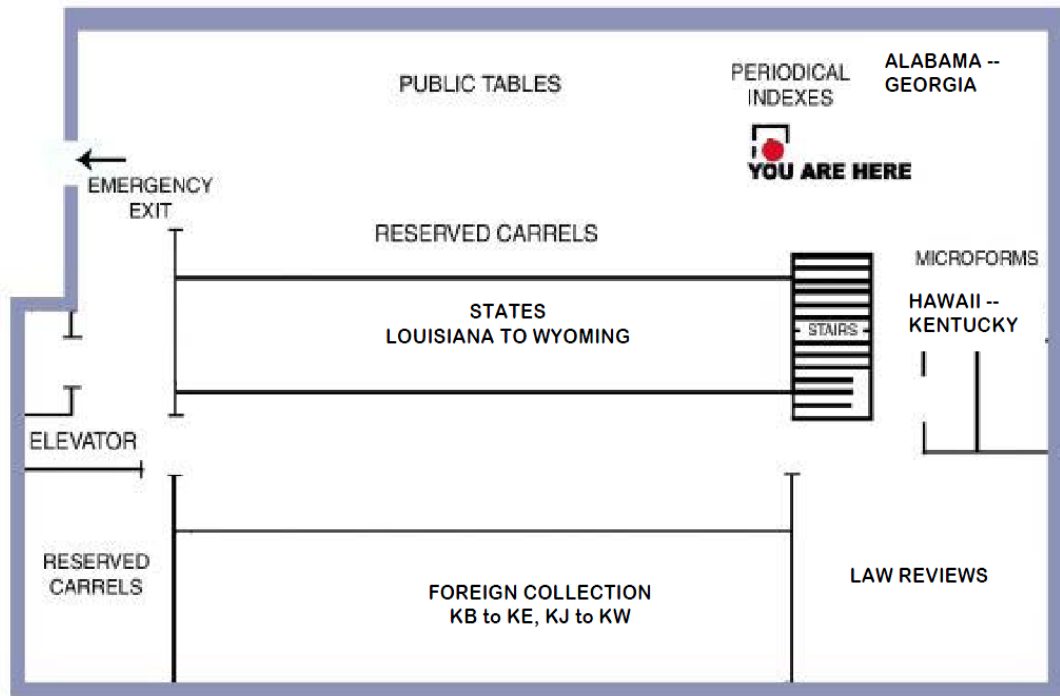 PUBLIC TABLES
PERIODICAL
INDEXES
ALABAMA --
GEORGIA
YOU ARE HERE
EMERGENCY
EXIT
RESERVED CARRELS
MICROFORMS
STATES
LOUISIANA TO WYOMING
STAIRS
HAWAII --
KENTUCKY
ELEVATOR
RESERVED
CARRELS
FOREIGN COLLECTION
KB to KE, KJ to KW
LAW REVIEWS